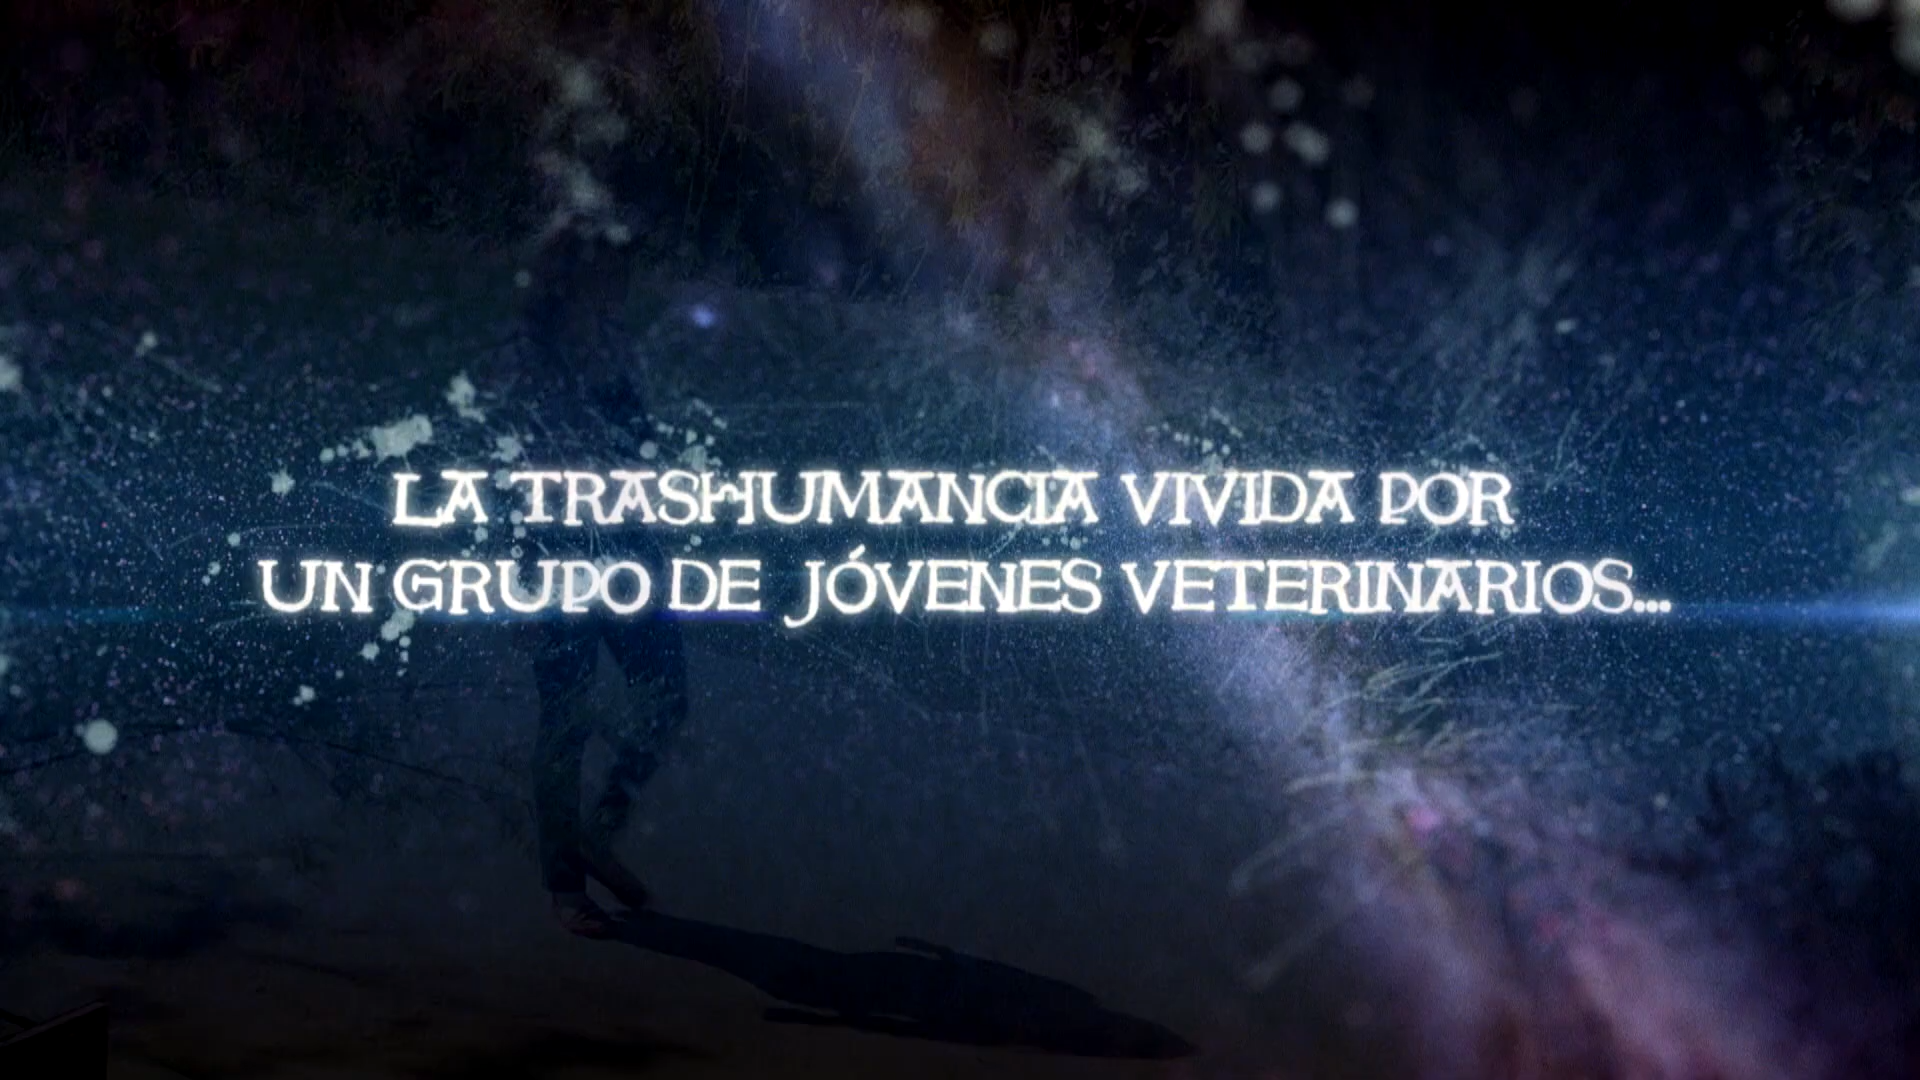 LA TRASHUMANCIA VIVIDA POR
UN GRUPO DE JÓVENES VETERINARIOS...